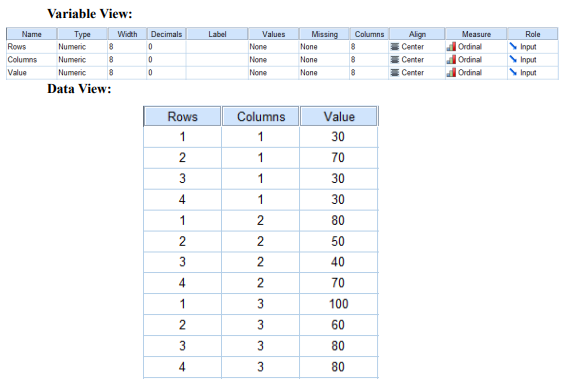 Variable View:
Name Type Width Decimals Label Values Missing Columns Align Measure Role
Rows Numeric 8 0 None None 8 Center Ordinal Input
Columns Numeric 8 0 None None 8 Center Ordinal Input
Value Numeric 8 0 None None 8 Center Ordinal Input
Data View:
Rows Columns Value
1 1 30
2 1 70
3 1 30
4 1 30
1 2 80
2 2 50
3 2 40
4 2 70
1 3 100
2 3 60
3 3 80
4 3 80